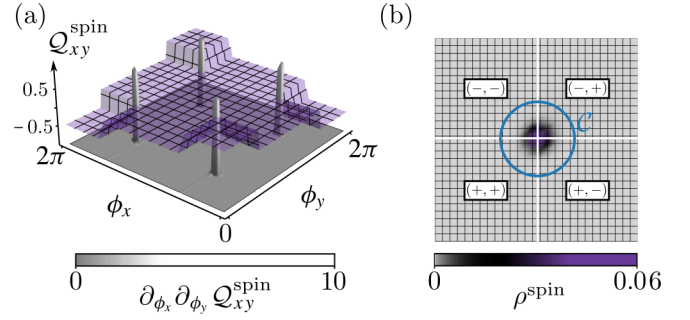 (a)
𝒬_{xy}^{spin}
0.5
−0.5
2π
2π
ϕ_x
ϕ_y
0
0
10
∂_{ϕ_x} ∂_{ϕ_y} 𝒬_{xy}^{spin}
(b)
(−, −)
(−, +)
𝒞
(+, +)
(+, −)
0
0.06
ρ^{spin}